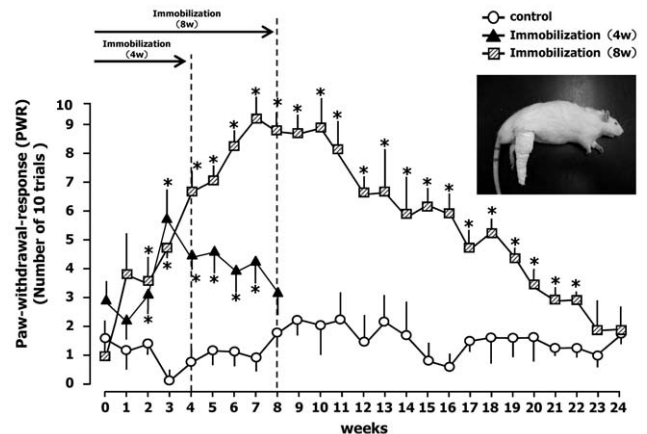 Immobilization
(8w)
Immobilization
(4w)
control
Immobilization (4w)
Immobilization (8w)
Paw-withdrawal-response (PWR)
(Number of 10 trials)
10
9
8
7
6
5
4
3
2
1
0
* * * * * * * * * * * * * * * * * * * * * * * * * *
0 1 2 3 4 5 6 7 8 9 10 11 12 13 14 15 16 17 18 19 20 21 22 23 24
weeks